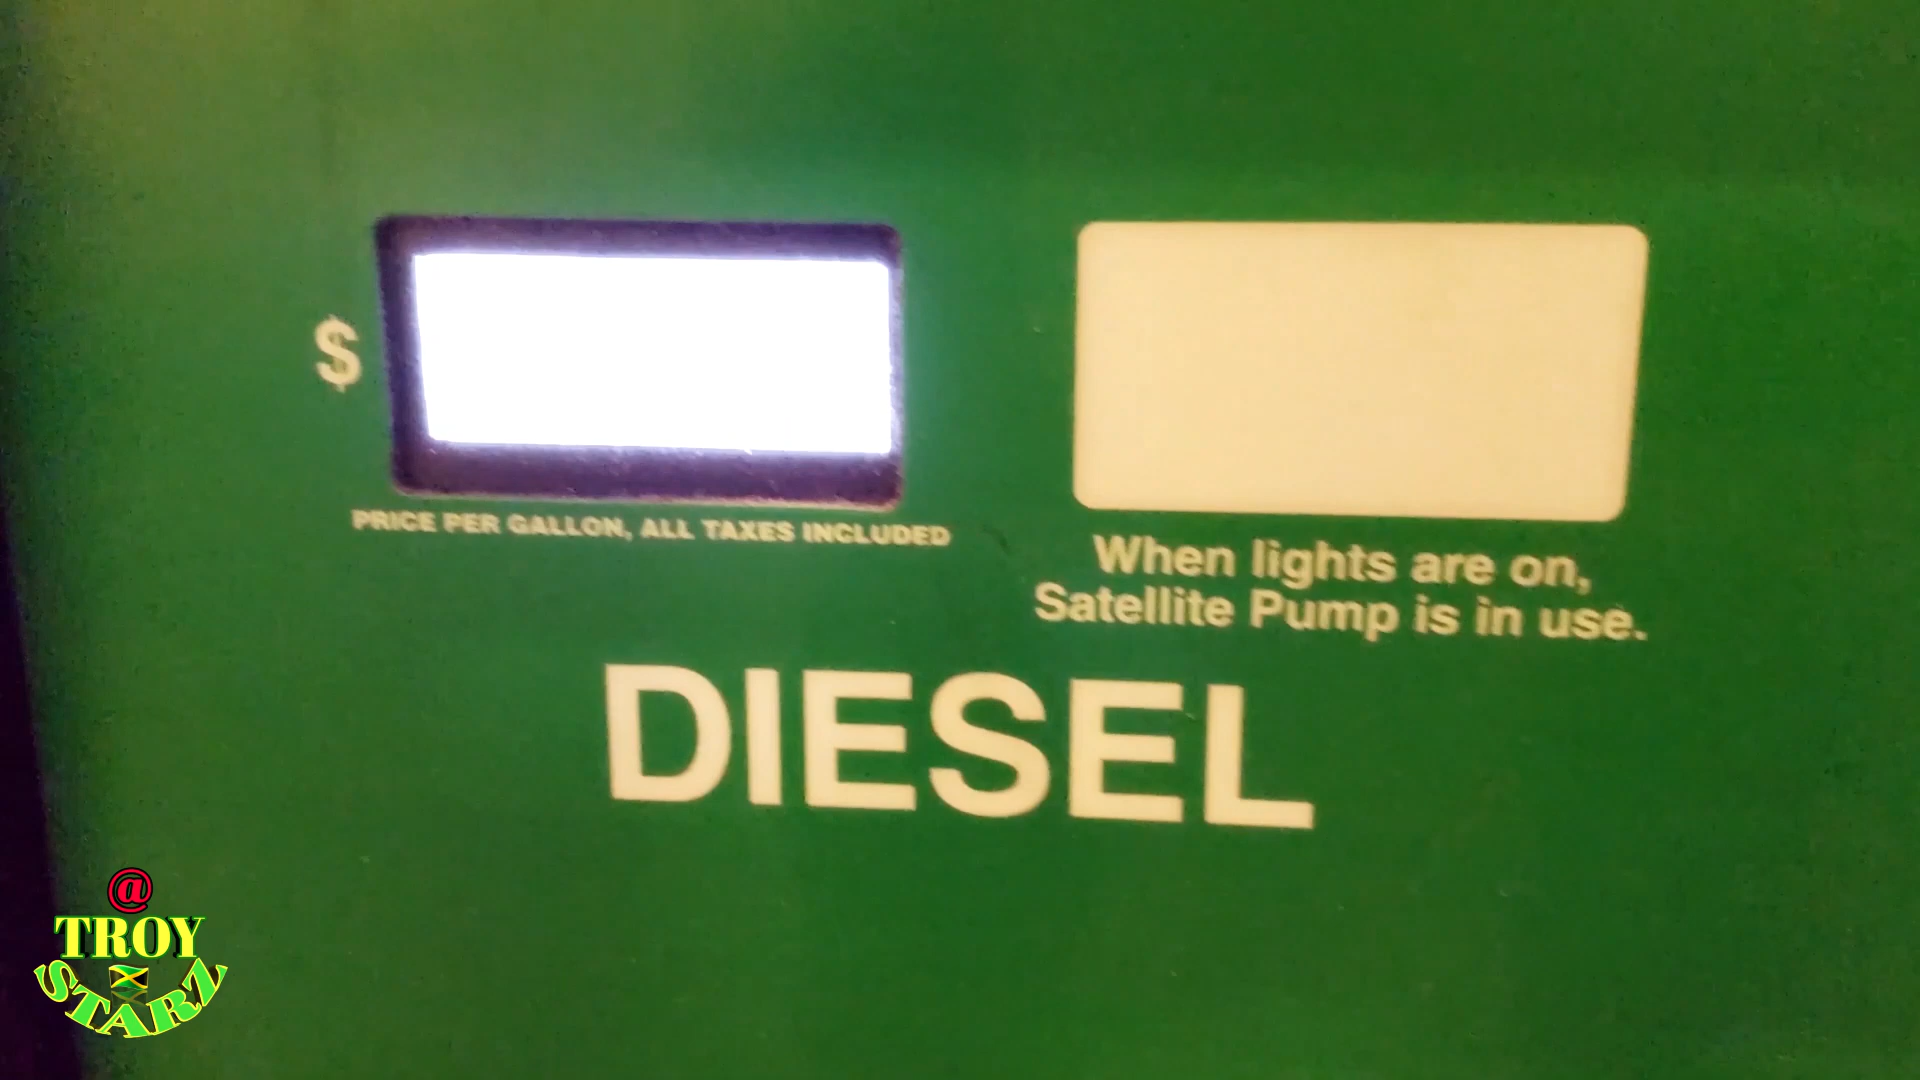 $
PRICE PER GALLON, ALL TAXES INCLUDED
When lights are on,
Satellite Pump is in use.
DIESEL
@
TROY
STARZ